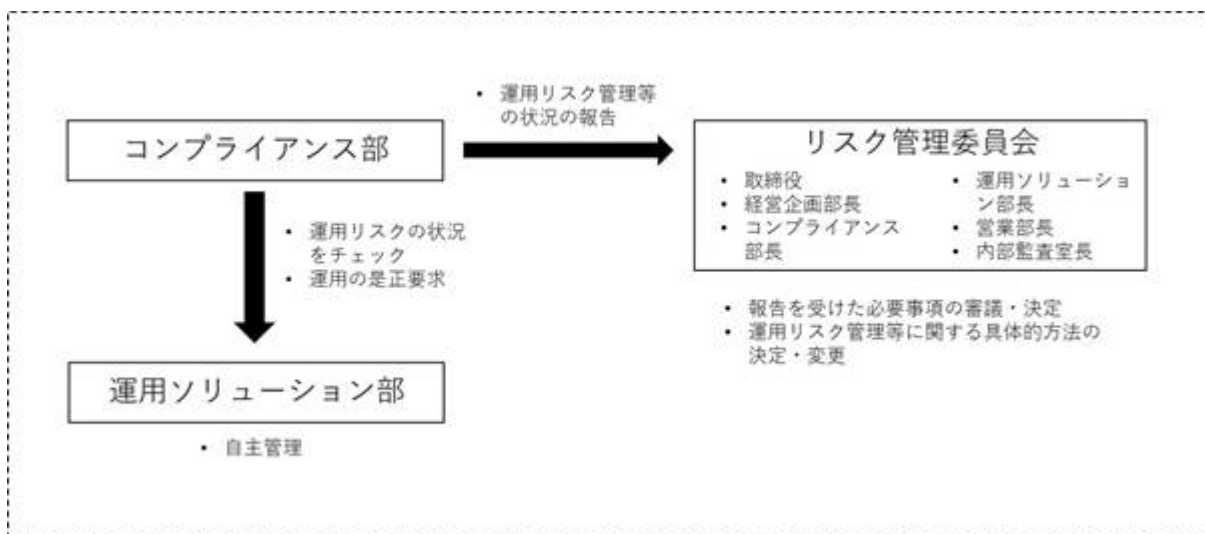 • 運用リスク管理等
の状況の報告
コンプライアンス部
リスク管理委員会
• 取締役
• 経営企画部長
• コンプライアンス
部長
• 運用ソリューショ
ン部長
• 営業部長
• 内部監査室長
• 運用リスクの状況
をチェック
• 運用の是正要求
• 報告を受けた必要事項の審議・決定
• 運用リスク管理等に関する具体的方法の
決定・変更
運用ソリューション部
• 自主管理